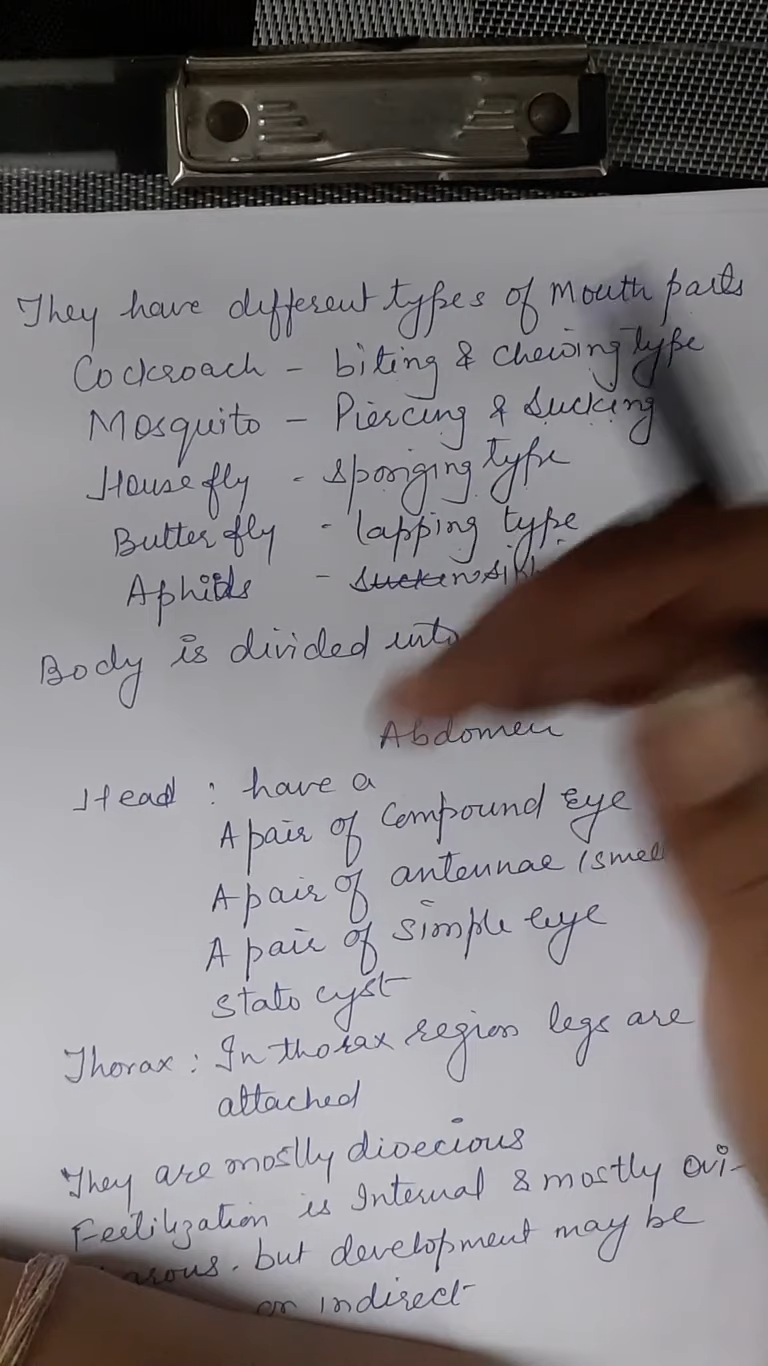 They have different types of Mouth parts
Cockroach - biting & chewing type
Mosquito - Piercing & Sucking
House fly - sponging type
Butterfly - lapping type
Aphids -
Body is divided into
Abdomen
Head : have a
A pair of Compound Eye
A pair of antennae (smell
A pair of simple eye
Stato cyst
Thorax : In thorax region legs are
attached
They are mostly dioecious
Fertilization is Internal & mostly Ovi-
but development may be
or indirect